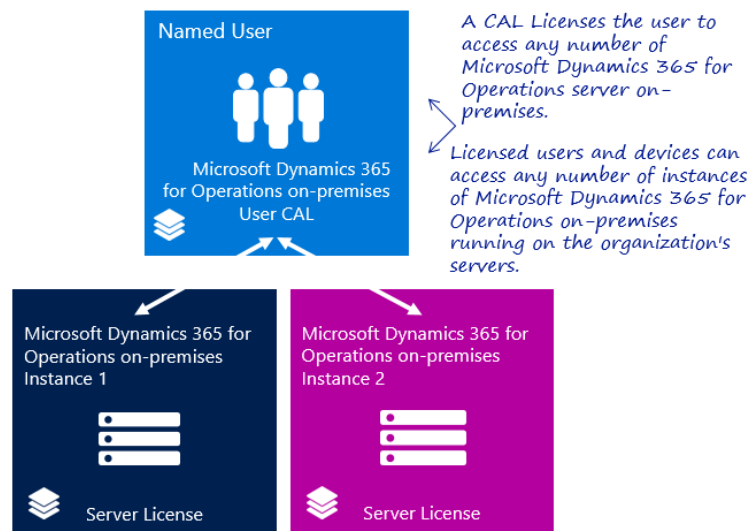 Named User
Microsoft Dynamics 365
for Operations on-premises
User CAL
A CAL Licenses the user to
access any number of
Microsoft Dynamics 365 for
Operations server on-
premises.
Licensed users and devices can
access any number of instances
of Microsoft Dynamics 365 for
Operations on-premises
running on the organization's
servers.
Microsoft Dynamics 365 for
Operations on-premises
Instance 1
Server License
Microsoft Dynamics 365 for
Operations on-premises
Instance 2
Server License